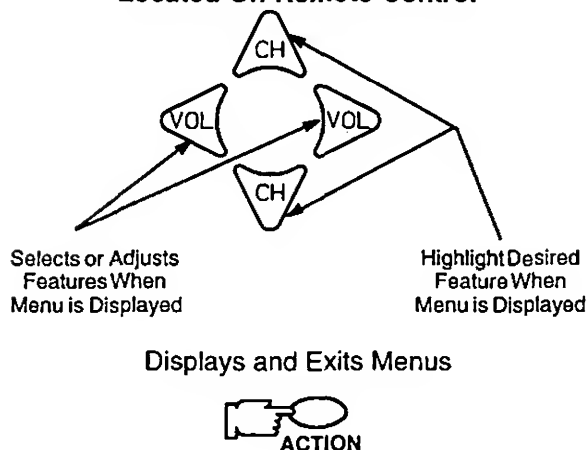 Located On Remote Control
CH
VOL
VOL
CH
Selects or Adjusts
Features When
Menu is Displayed
Highlight Desired
Feature When
Menu is Displayed
Displays and Exits Menus
ACTION